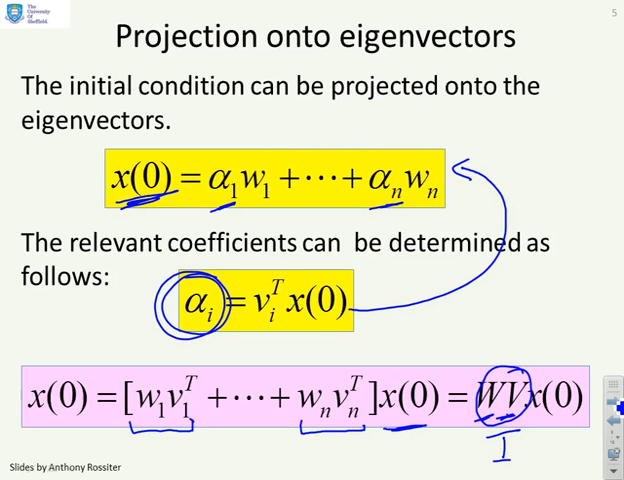 The
University
Of
Sheffield.
5
Projection onto eigenvectors
The initial condition can be projected onto the
eigenvectors.
x(0) = α₁w₁ + ⋯ + αₙwₙ
The relevant coefficients can be determined as
follows:
αᵢ = vᵢᵀx(0)
x(0) = [w₁v₁ᵀ + ⋯ + wₙvₙᵀ]x(0) = WVx(0)
I
Slides by Anthony Rossiter